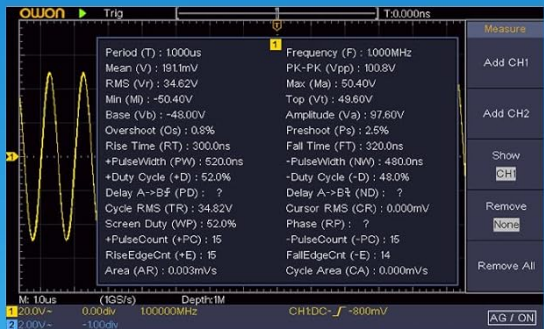 OWON Trig T:0.000ns
Measure
1
Period (T) : 1.000us Frequency (F) : 1.000MHz
Mean (V) : 191.1mV PK-PK (Vpp) : 100.8V
RMS (Vr) : 34.62V Max (Ma) : 50.40V
Min (Mi) : -50.40V Top (Vt) : 49.60V
Base (Vb) : -48.00V Amplitude (Va) : 97.60V
Overshoot (Os) : 0.8% Preshoot (Ps) : 2.5%
Rise Time (RT) : 300.0ns Fall Time (FT) : 320.0ns
+PulseWidth (PW) : 520.0ns -PulseWidth (NW) : 480.0ns
+Duty Cycle (+D) : 52.0% -Duty Cycle (-D) : 48.0%
Delay A->B (PD) : ? Delay A->B (ND) : ?
Cycle RMS (TR) : 34.82V Cursor RMS (CR) : 0.000mV
Screen Duty (WP) : 52.0% Phase (RP) : ?
+PulseCount (+PC) : 15 -PulseCount (-PC) : 15
RiseEdgeCnt (+E) : 15 FallEdgeCnt (-E) : 14
Area (AR) : 0.003mVs Cycle Area (CA) : 0.000mVs
Add CH1
Add CH2
Show
CH1
Remove
None
Remove All
1
M: 1.0us (1GS/s) Depth:1M
1 20.0V~ 0.00div 1.00000MHz CH1:DC- -800mV
2 2.00V~ -1.00div
AG / ON